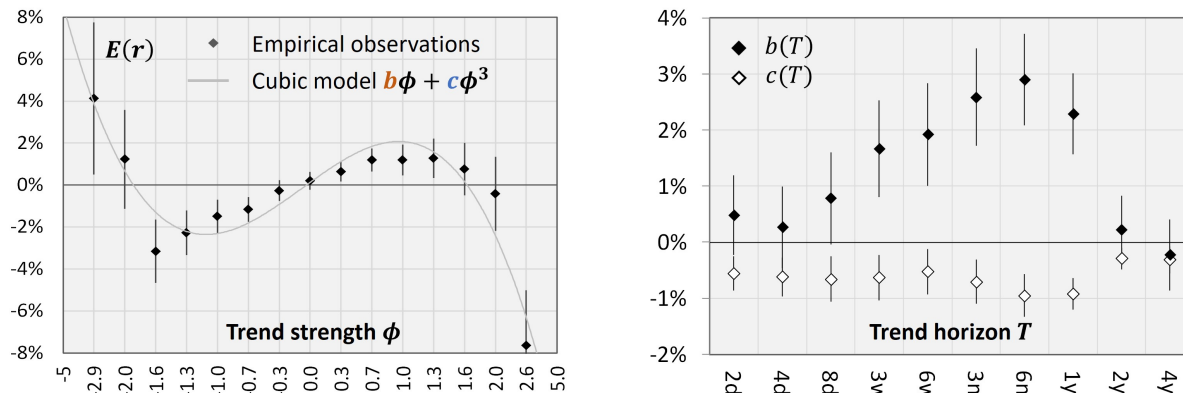 8%
6%
4%
2%
0%
-2%
-4%
-6%
-8%
E(r)
Empirical observations
Cubic model bϕ + cϕ³
Trend strength ϕ
-5 -2.9 -2.0 -1.6 -1.3 -1.0 -0.7 -0.3 0.0 0.3 0.7 1.0 1.3 1.6 2.0 2.6 5.0
4%
3%
2%
1%
0%
-1%
-2%
b(T)
c(T)
Trend horizon T
2d 4d 8d 3w 6w 3m 6m 1y 2y 4y